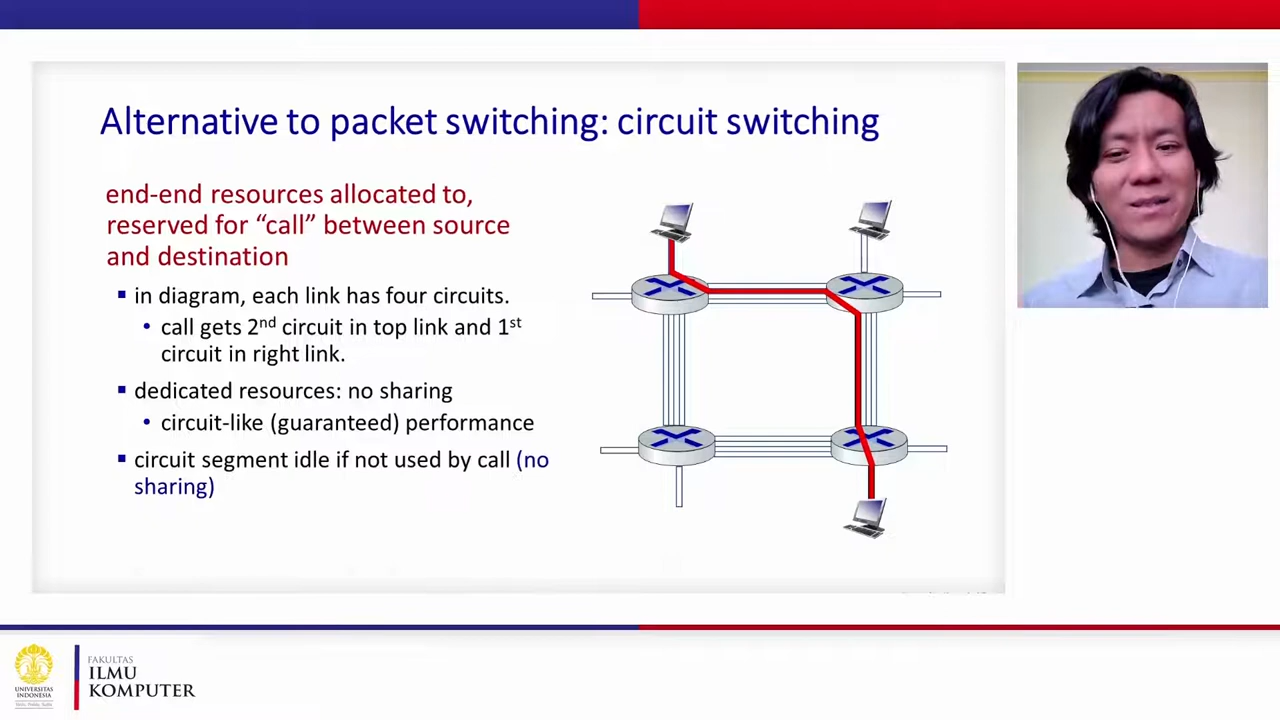 Alternative to packet switching: circuit switching
end-end resources allocated to,
reserved for “call” between source
and destination
▪ in diagram, each link has four circuits.
• call gets 2nd circuit in top link and 1st
circuit in right link.
▪ dedicated resources: no sharing
• circuit-like (guaranteed) performance
▪ circuit segment idle if not used by call (no
sharing)
UNIVERSITAS
INDONESIA
FAKULTAS
ILMU
KOMPUTER